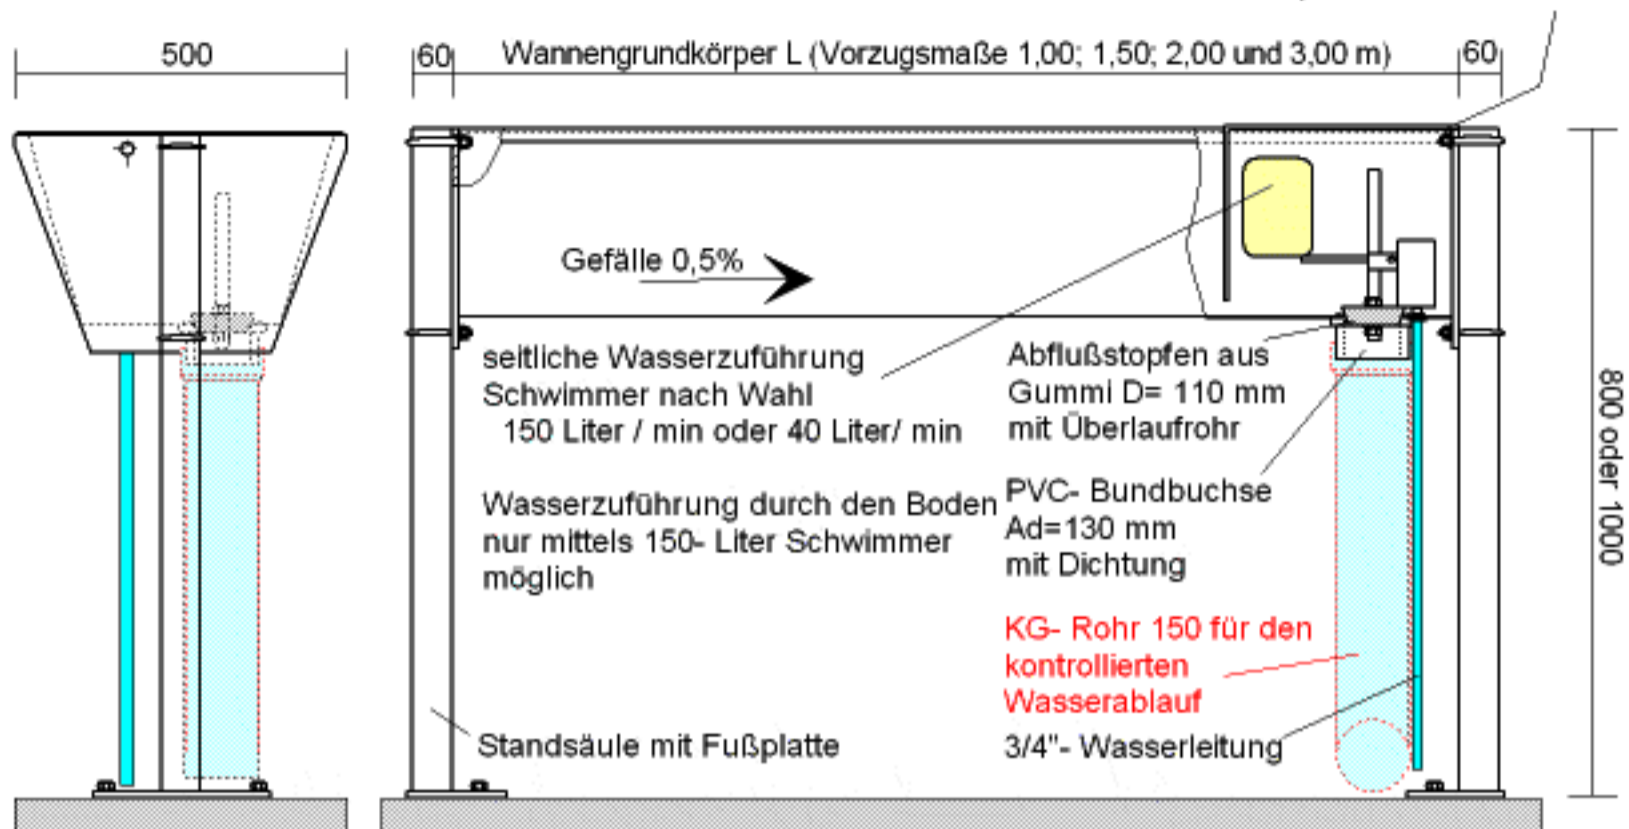 500
60
Wannengrundkörper L (Vorzugsmaße 1,00; 1,50; 2,00 und 3,00 m)
60
Gefälle 0,5%
seitliche Wasserzuführung
Schwimmer nach Wahl
150 Liter / min oder 40 Liter/ min
Wasserzuführung durch den Boden
nur mittels 150- Liter Schwimmer
möglich
Abflußstopfen aus
Gummi D= 110 mm
mit Überlaufrohr
PVC- Bundbuchse
Ad=130 mm
mit Dichtung
KG- Rohr 150 für den
kontrollierten
Wasserablauf
3/4"- Wasserleitung
Standsäule mit Fußplatte
800 oder 1000